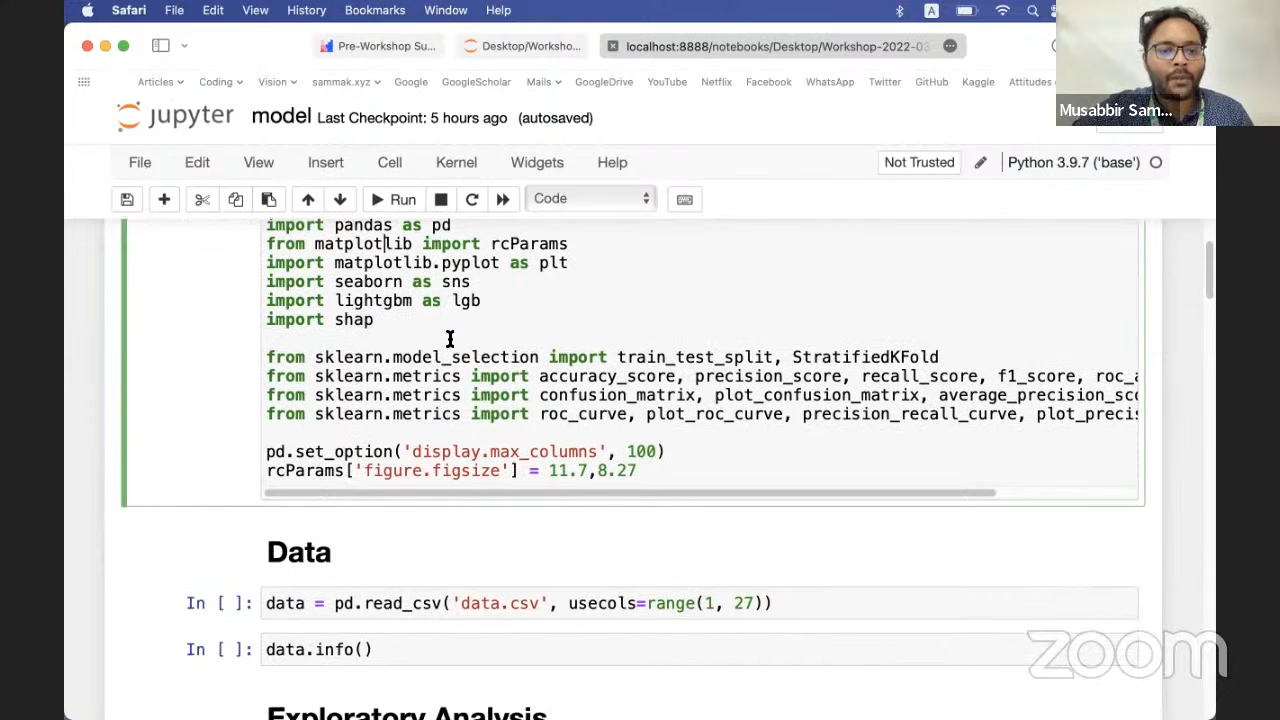 Safari File Edit View History Bookmarks Window Help A
Pre-Workshop Su... Desktop/Worksho... localhost:8888/notebooks/Desktop/Workshop-2022-03
Articles Coding Vision sammak.xyz Google GoogleScholar Mails GoogleDrive YouTube Netflix Facebook WhatsApp Twitter GitHub Kaggle Attitudes
Musabbir Sam...
jupyter model Last Checkpoint: 5 hours ago (autosaved)
File Edit View Insert Cell Kernel Widgets Help Not Trusted Python 3.9.7 ('base')
Run Code
import pandas as pd
from matplotlib import rcParams
import matplotlib.pyplot as plt
import seaborn as sns
import lightgbm as lgb
import shap
from sklearn.model_selection import train_test_split, StratifiedKFold
from sklearn.metrics import accuracy_score, precision_score, recall_score, f1_score, roc_a
from sklearn.metrics import confusion_matrix, plot_confusion_matrix, average_precision_sco
from sklearn.metrics import roc_curve, plot_roc_curve, precision_recall_curve, plot_precis
pd.set_option('display.max_columns', 100)
rcParams['figure.figsize'] = 11.7,8.27
Data
In [ ]: data = pd.read_csv('data.csv', usecols=range(1, 27))
In [ ]: data.info()
zoom
Exploratory Analysis